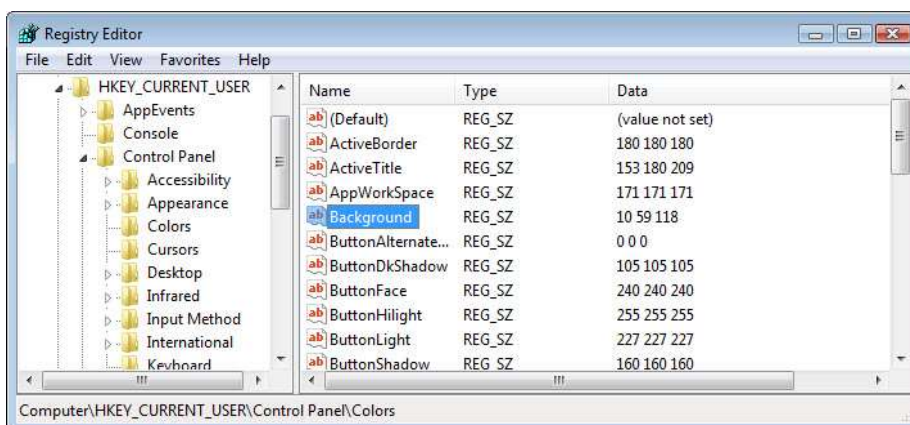 Registry Editor
File Edit View Favorites Help
HKEY_CURRENT_USER
AppEvents
Console
Control Panel
Accessibility
Appearance
Colors
Cursors
Desktop
Infrared
Input Method
International
Keyboard
Name Type Data
(Default) REG_SZ (value not set)
ActiveBorder REG_SZ 180 180 180
ActiveTitle REG_SZ 153 180 209
AppWorkSpace REG_SZ 171 171 171
Background REG_SZ 10 59 118
ButtonAlternate... REG_SZ 0 0 0
ButtonDkShadow REG_SZ 105 105 105
ButtonFace REG_SZ 240 240 240
ButtonHilight REG_SZ 255 255 255
ButtonLight REG_SZ 227 227 227
ButtonShadow REG_SZ 160 160 160
Computer\HKEY_CURRENT_USER\Control Panel\Colors